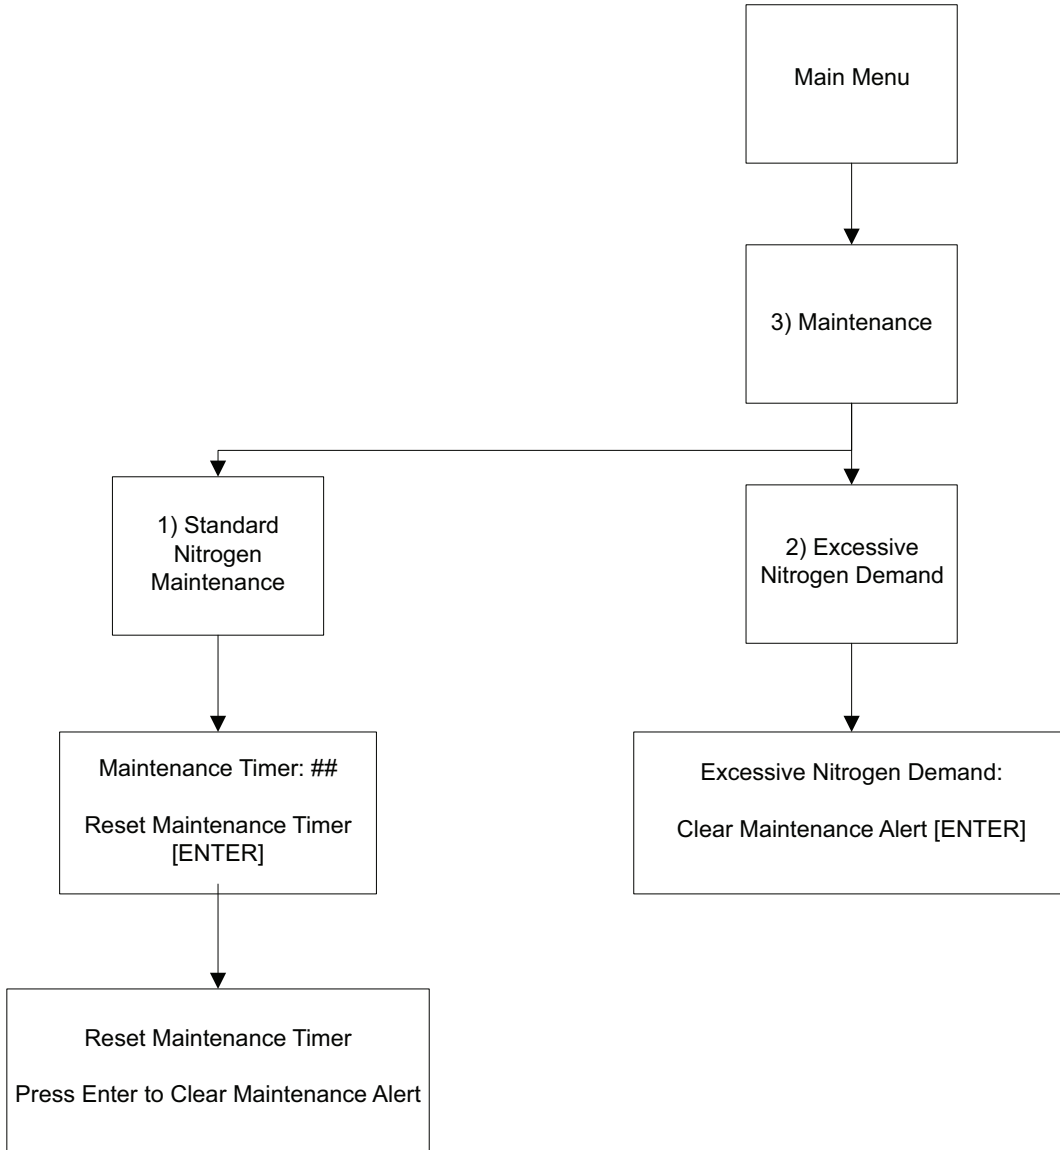 Main Menu
3) Maintenance
1) Standard
Nitrogen
Maintenance
2) Excessive
Nitrogen Demand
Maintenance Timer: ##
Reset Maintenance Timer
[ENTER]
Excessive Nitrogen Demand:
Clear Maintenance Alert [ENTER]
Reset Maintenance Timer
Press Enter to Clear Maintenance Alert